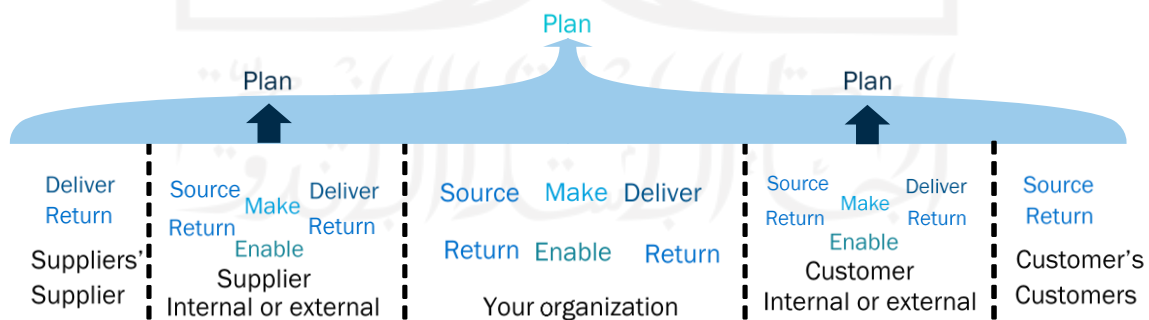 Plan
Plan
Plan
Deliver
Return
Suppliers'
Supplier
Source
Make
Deliver
Return
Return
Enable
Supplier
Internal or external
Source Make Deliver
Return Enable Return
Your organization
Source
Make
Deliver
Return
Return
Enable
Customer
Internal or external
Source
Return
Customer's
Customers